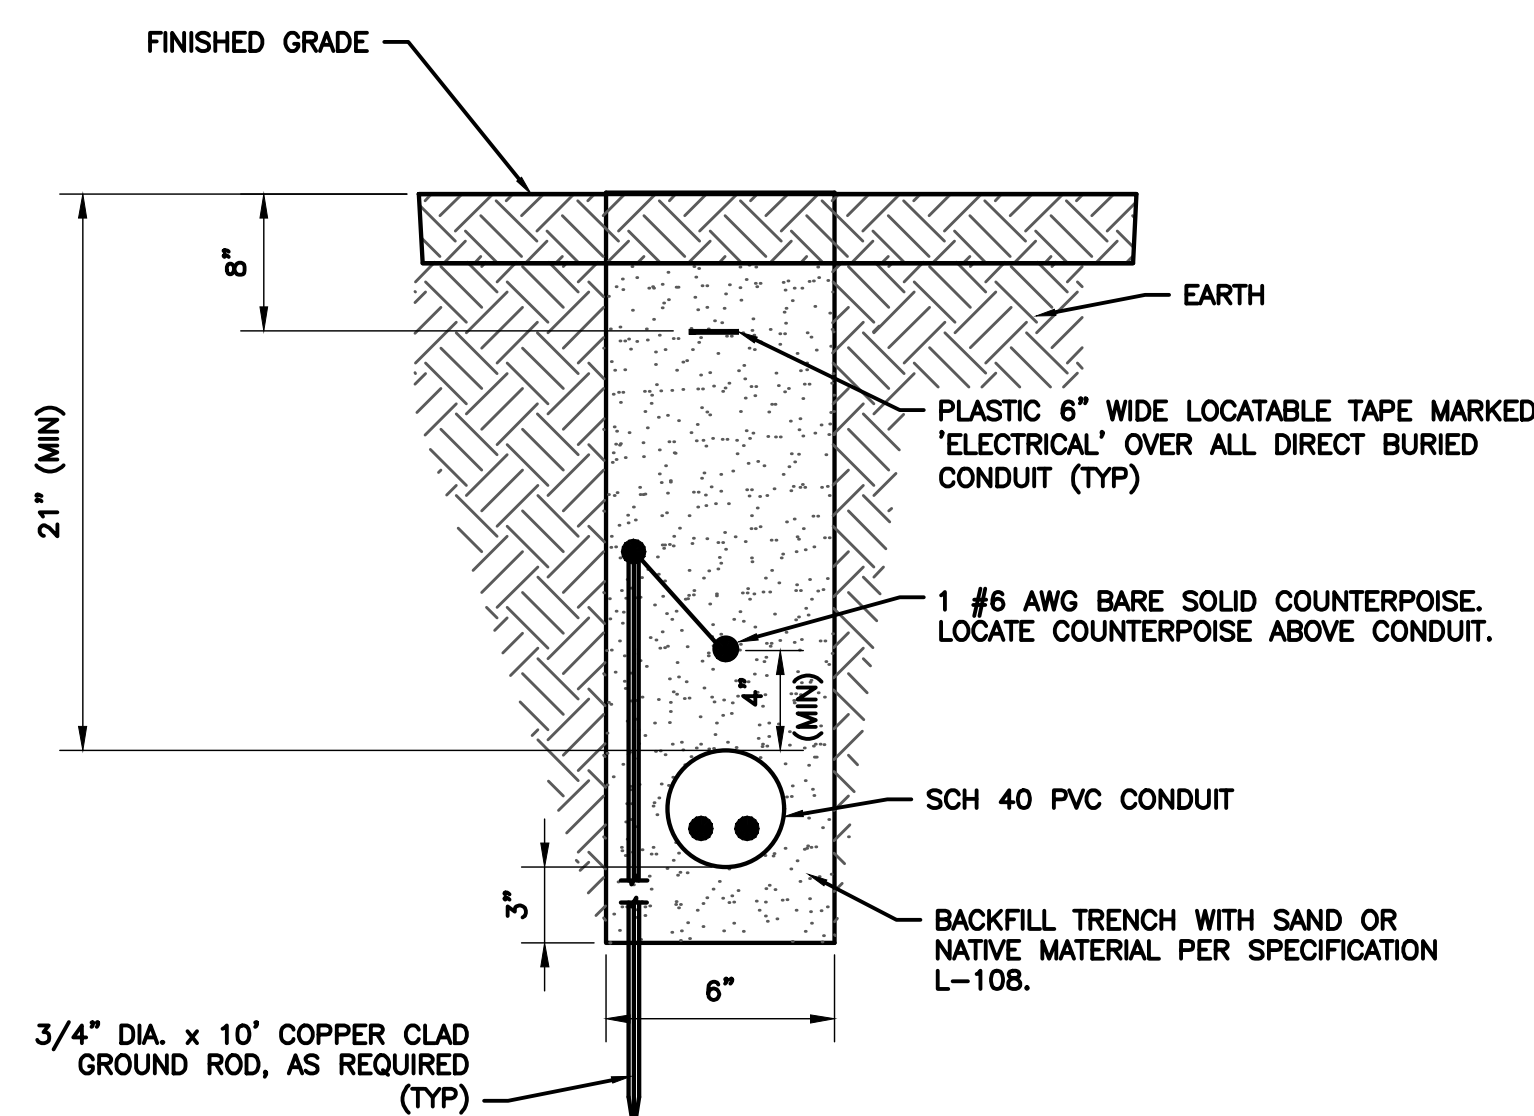 FINISHED GRADE
8"
EARTH
21" (MIN)
PLASTIC 6" WIDE LOCATABLE TAPE MARKED
'ELECTRICAL' OVER ALL DIRECT BURIED
CONDUIT (TYP)
1 #6 AWG BARE SOLID COUNTERPOISE.
LOCATE COUNTERPOISE ABOVE CONDUIT.
4"
(MIN)
SCH 40 PVC CONDUIT
3"
BACKFILL TRENCH WITH SAND OR
NATIVE MATERIAL PER SPECIFICATION
L-108.
6"
3/4" DIA. x 10' COPPER CLAD
GROUND ROD, AS REQUIRED
(TYP)